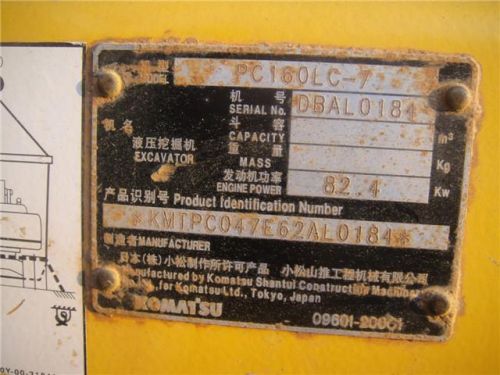 型
MODEL PC160LC-7
机 号
SERIAL No. DBAL0184
机名
斗 容
CAPACITY m³
液压挖掘机
EXCAVATOR
重 量
MASS Kg
发动机功率
ENGINE POWER 82.4 Kw
产品识别号 Product Identification Number
*KMTPC047E62AL0184*
制造者 MANUFACTURER
日本(株)小松制作所许可产品 小松山推工程机械有限公司
Manufactured by Komatsu Shantui Construction Machinery
for Komatsu Ltd., Tokyo, Japan
KOMATSU
09601-20001